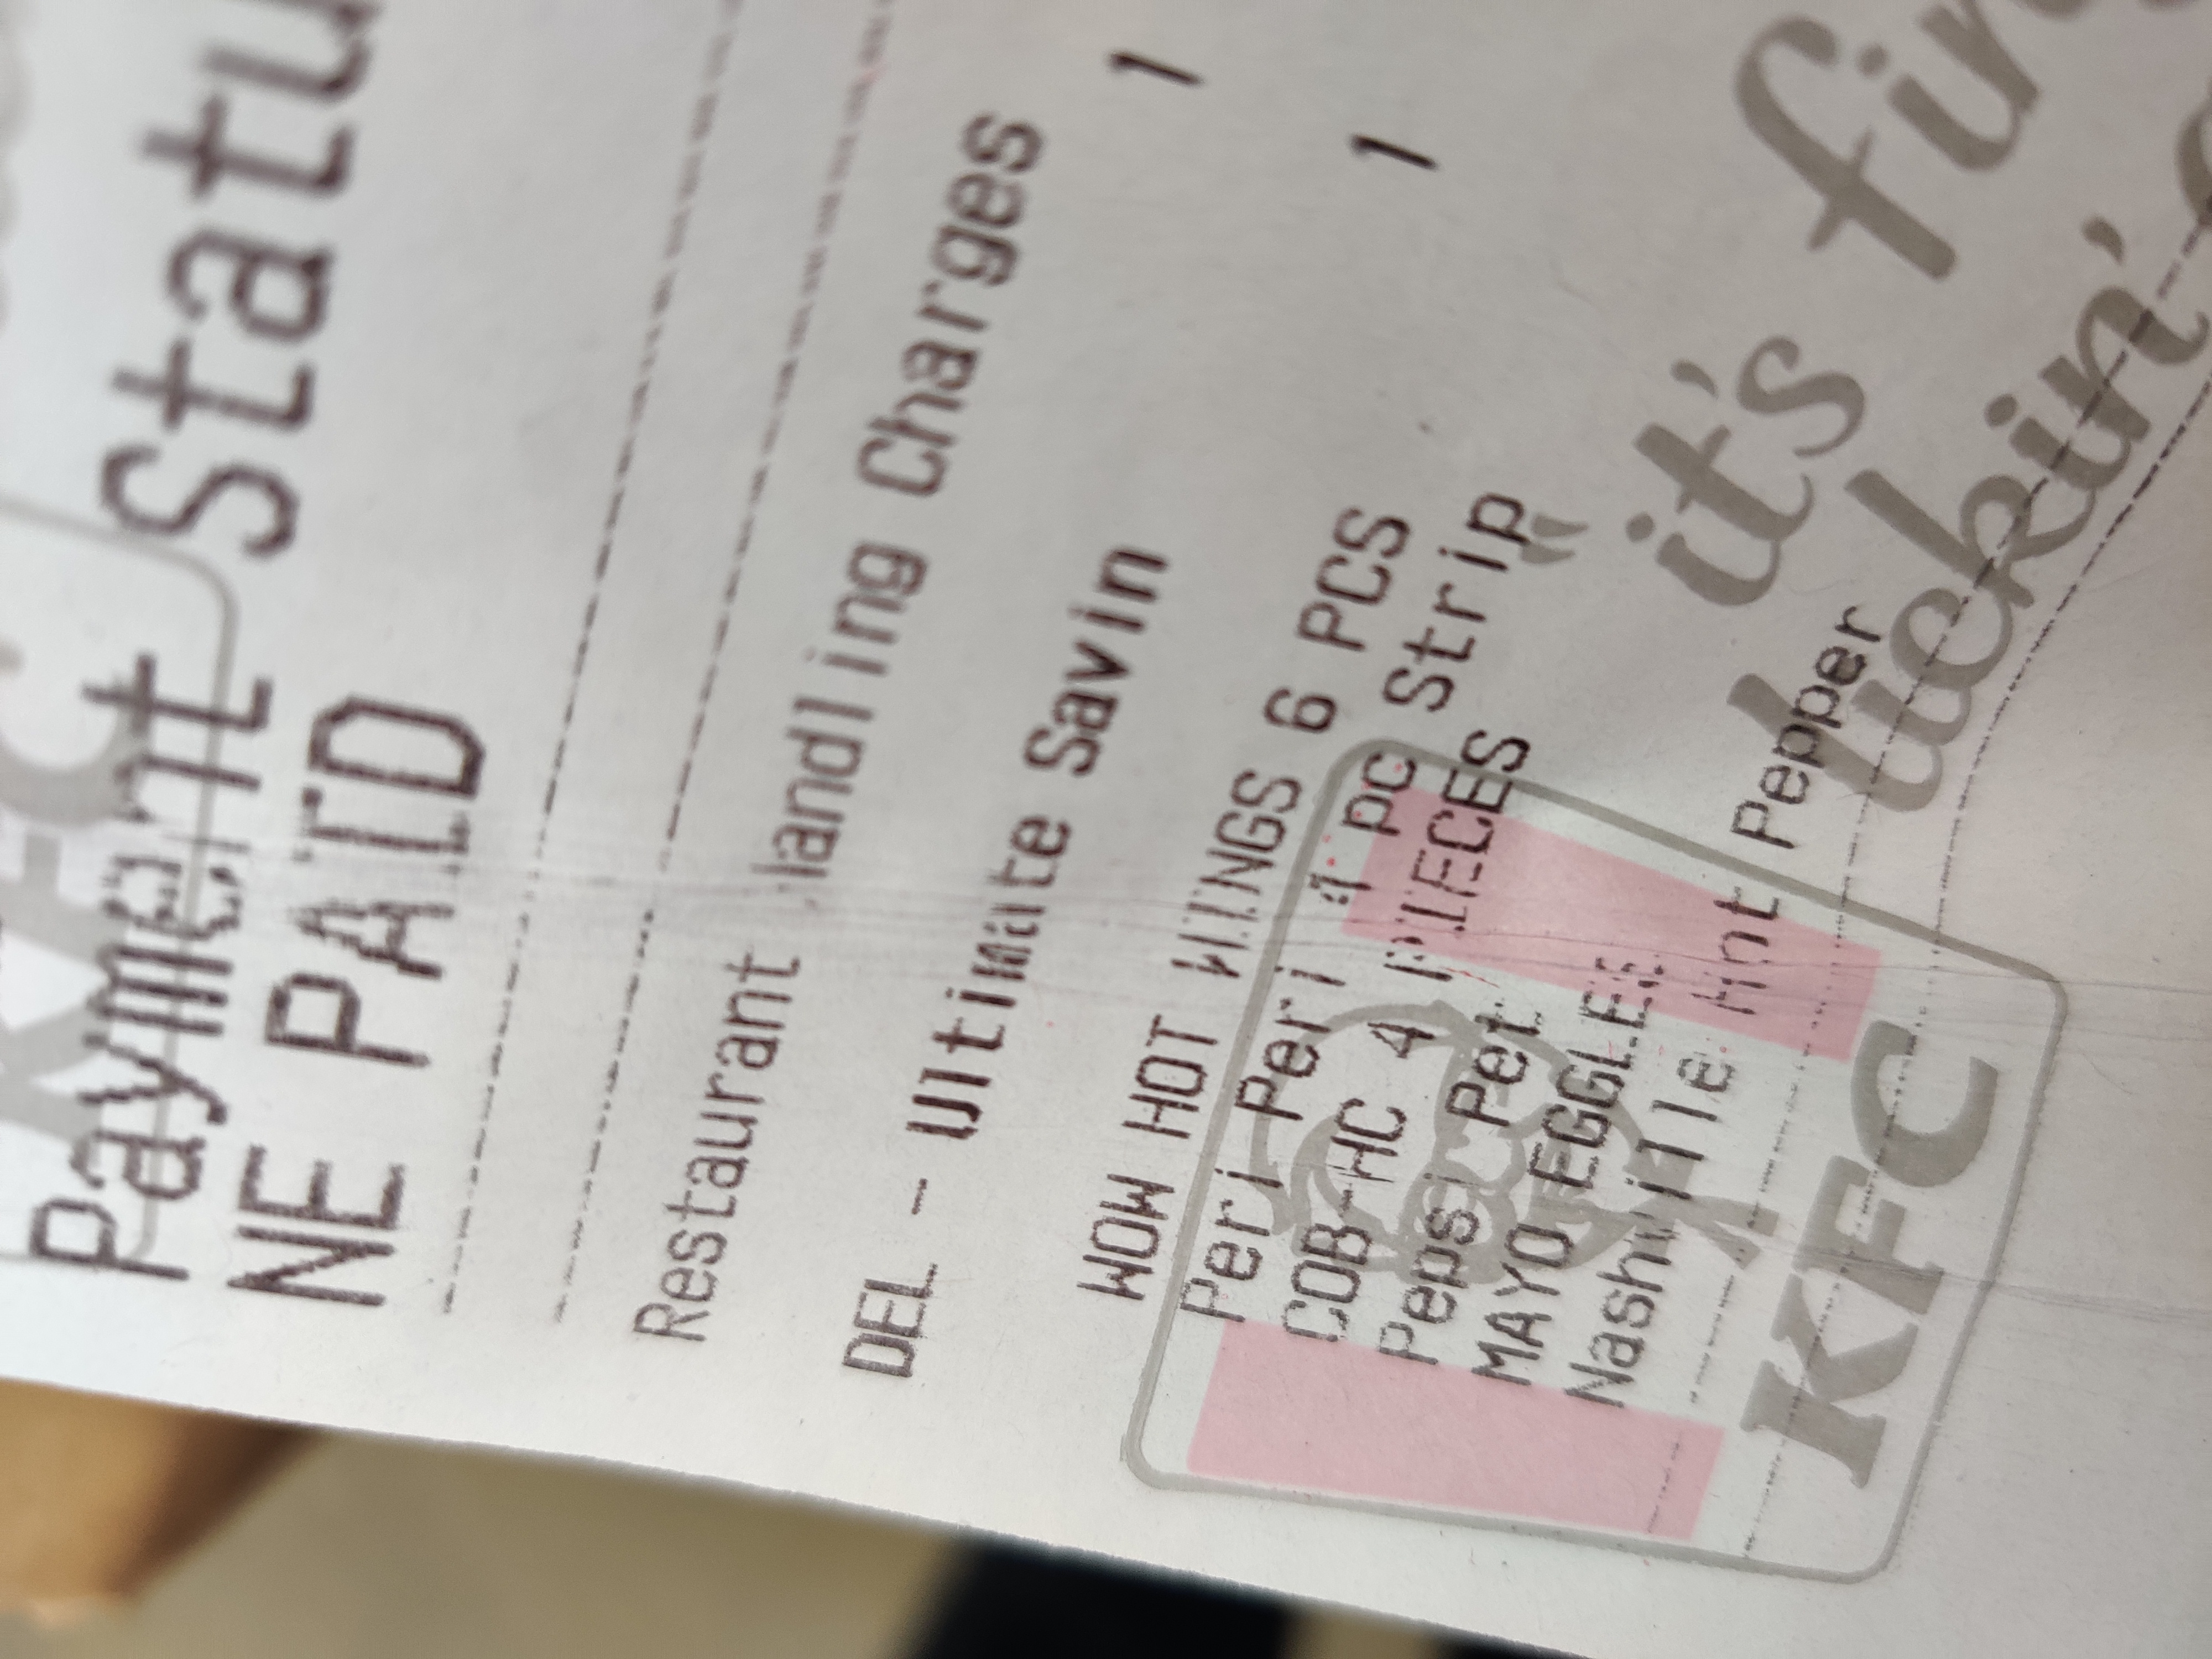 KFC
Payment Statu
NE PAID
Restaurant Handling Charges 1
DEL - Ultimate Savin 1
WOW HOT WINGS 6 PCS
Peri Peri 4 pc Strip
COB-HC 4 PIECES
Pepsi Pet
MAYO EGGLES
Nashville Hot Pepper
KFC
" it's fin
lickin'